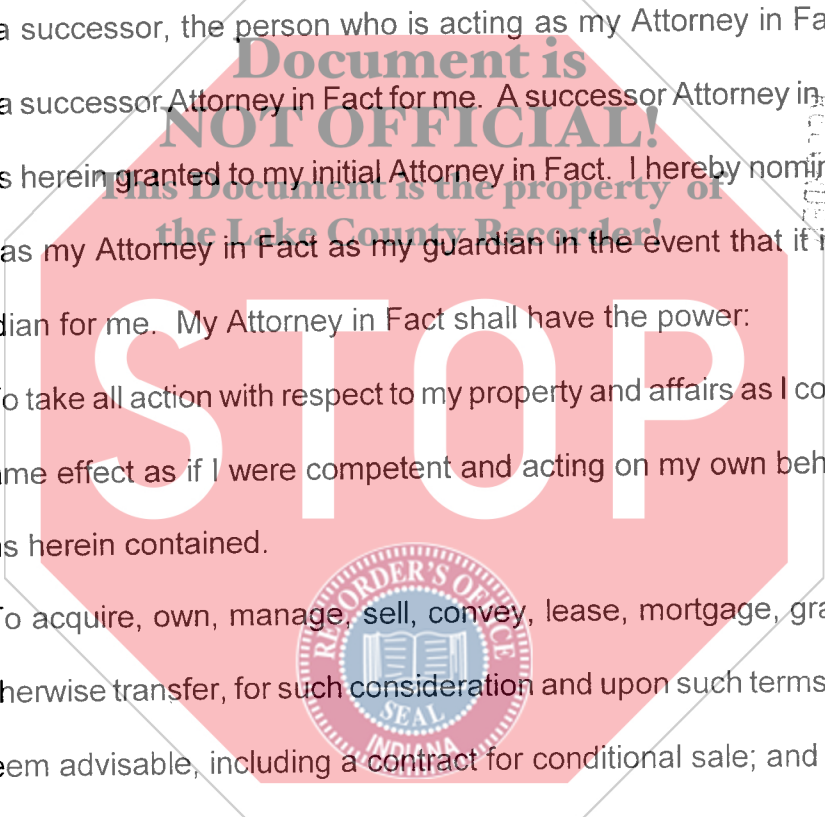 a successor, the person who is acting as my Attorney in Fa
Document is
a successor Attorney in Fact for me. A successor Attorney in
NOT OFFICIAL!
s herein granted to my initial Attorney in Fact. I hereby nomin
This Document is the property of
the Lake County Recorder!
as my Attorney in Fact as my guardian in the event that it i
dian for me. My Attorney in Fact shall have the power:
STOP
To take all action with respect to my property and affairs as I co
ame effect as if I were competent and acting on my own beh
s herein contained.
RECORDER'S OFFICE
To acquire, own, manage, sell, convey, lease, mortgage, gra
herwise transfer, for such consideration and upon such terms
SEAL
INDIANA
eem advisable, including a contract for conditional sale; and